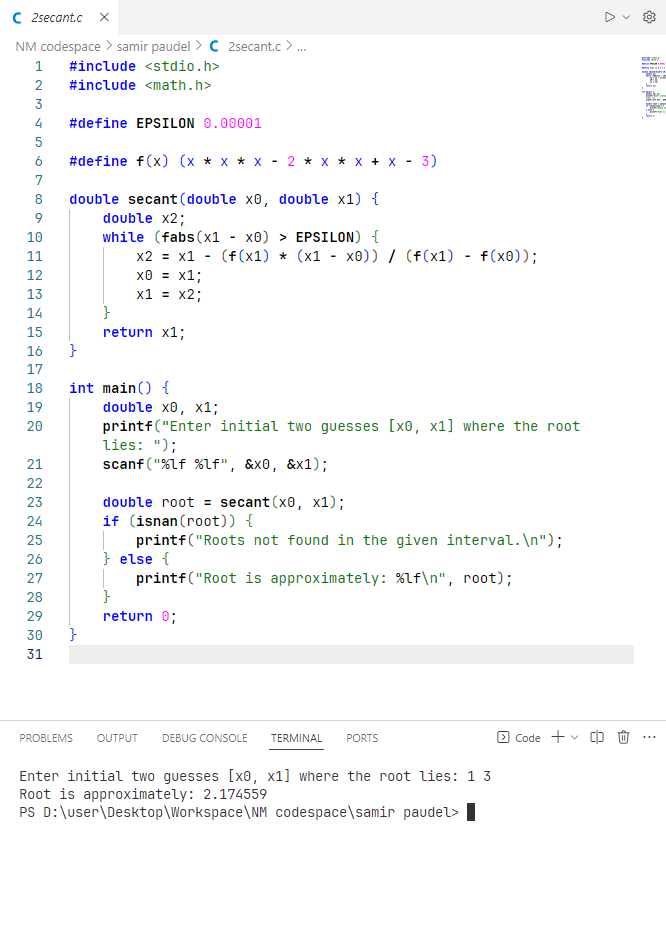 C 2secant.c ×
NM codespace > samir paudel > C 2secant.c > ...
1 #include <stdio.h>
2 #include <math.h>
3
4 #define EPSILON 0.00001
5
6 #define f(x) (x * x * x - 2 * x * x + x - 3)
7
8 double secant(double x0, double x1) {
9     double x2;
10     while (fabs(x1 - x0) > EPSILON) {
11         x2 = x1 - (f(x1) * (x1 - x0)) / (f(x1) - f(x0));
12         x0 = x1;
13         x1 = x2;
14     }
15     return x1;
16 }
17
18 int main() {
19     double x0, x1;
20     printf("Enter initial two guesses [x0, x1] where the root
    lies: ");
21     scanf("%lf %lf", &x0, &x1);
22
23     double root = secant(x0, x1);
24     if (isnan(root)) {
25         printf("Roots not found in the given interval.\n");
26     } else {
27         printf("Root is approximately: %lf\n", root);
28     }
29     return 0;
30 }
31
PROBLEMS OUTPUT DEBUG CONSOLE TERMINAL PORTS Code
Enter initial two guesses [x0, x1] where the root lies: 1 3
Root is approximately: 2.174559
PS D:\user\Desktop\Workspace\NM codespace\samir paudel>